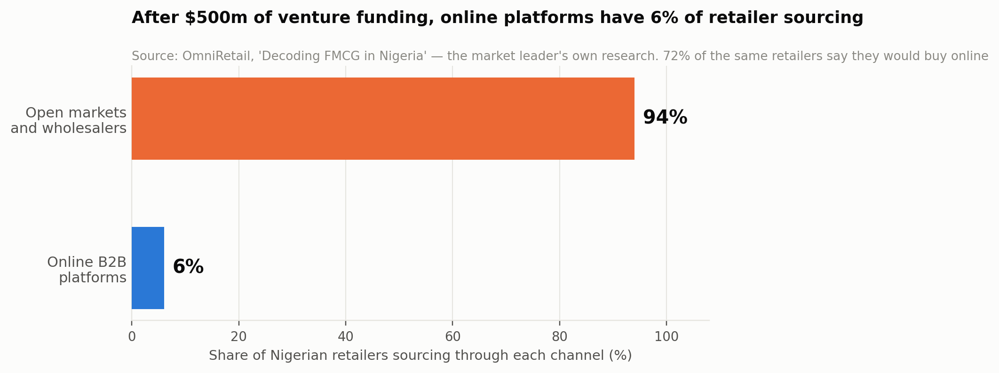 After $500m of venture funding, online platforms have 6% of retailer sourcing
Source: OmniRetail, 'Decoding FMCG in Nigeria' — the market leader's own research. 72% of the same retailers say they would buy online
Open markets
and wholesalers
94%
Online B2B
platforms
6%
0 20 40 60 80 100
Share of Nigerian retailers sourcing through each channel (%)